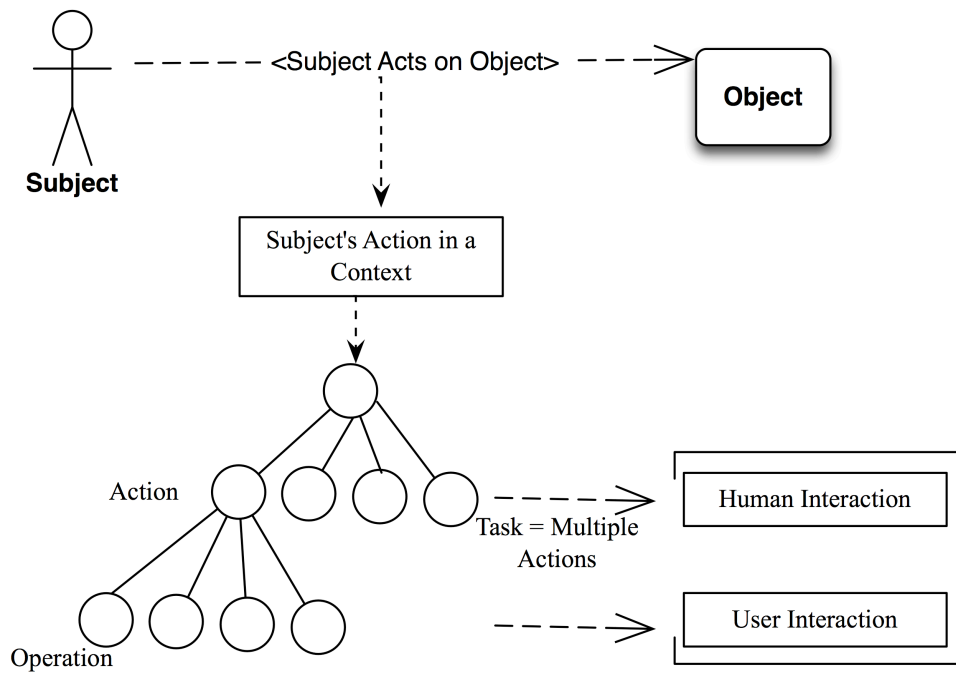 <Subject Acts on Object>
Object
Subject
Subject's Action in a
Context
Action
Human Interaction
Task = Multiple
Actions
User Interaction
Operation